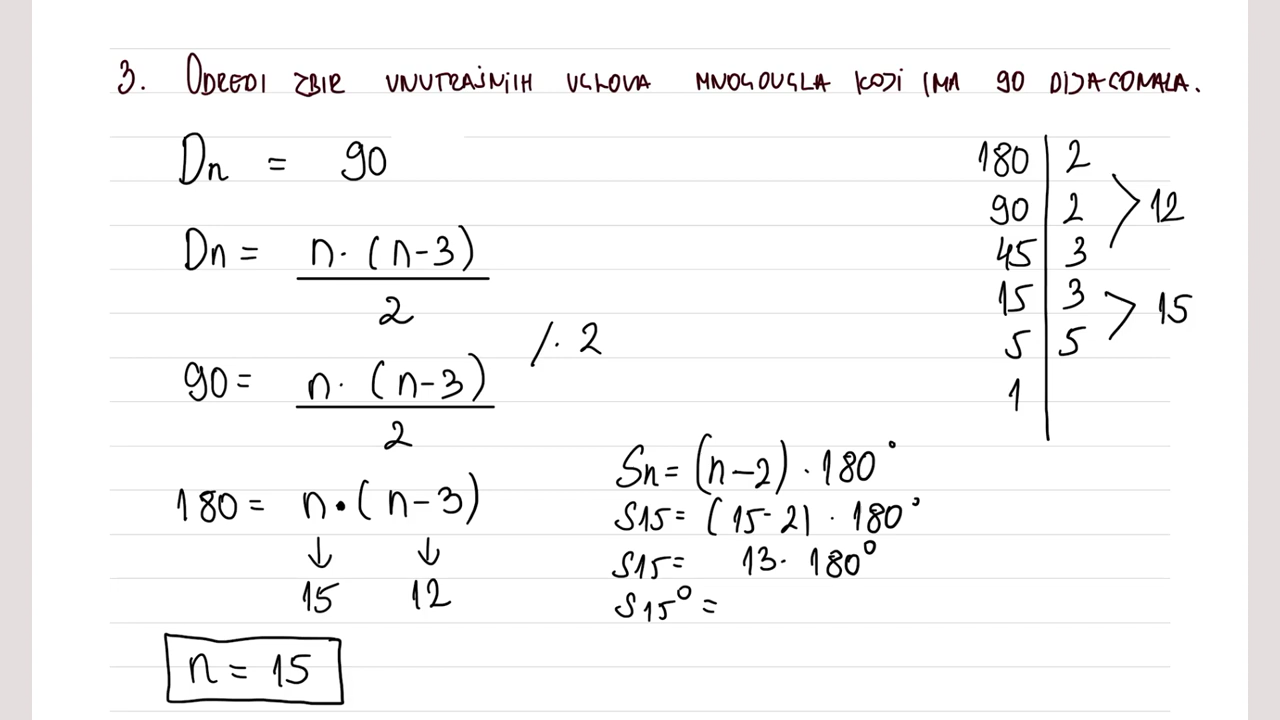 3. ODREDI ZBIR UNUTRAŠNJIH UGLOVA MNOGOUGLA KOJI IMA 90 DIJAGONALA.
Dn = 90
Dn = n·(n-3)
2
90 = n·(n-3) /·2
2
180 = n·(n-3)
↓ ↓
15 12
n = 15
180 | 2
90 | 2 > 12
45 | 3
15 | 3 > 15
5 | 5
1 |
Sn = (n-2)·180°
S15 = (15-2)·180°
S15 = 13·180°
S15° =